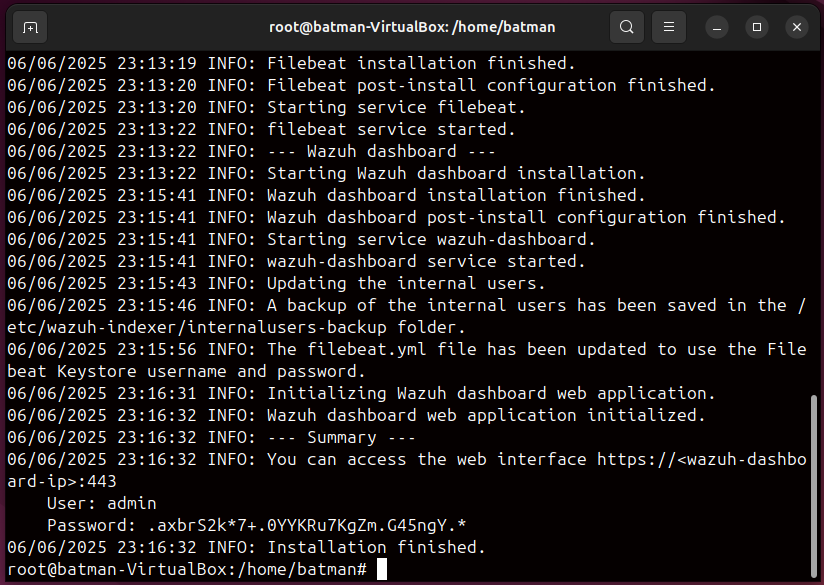 root@batman-VirtualBox: /home/batman
06/06/2025 23:13:19 INFO: Filebeat installation finished.
06/06/2025 23:13:20 INFO: Filebeat post-install configuration finished.
06/06/2025 23:13:20 INFO: Starting service filebeat.
06/06/2025 23:13:22 INFO: filebeat service started.
06/06/2025 23:13:22 INFO: --- Wazuh dashboard ---
06/06/2025 23:13:22 INFO: Starting Wazuh dashboard installation.
06/06/2025 23:15:41 INFO: Wazuh dashboard installation finished.
06/06/2025 23:15:41 INFO: Wazuh dashboard post-install configuration finished.
06/06/2025 23:15:41 INFO: Starting service wazuh-dashboard.
06/06/2025 23:15:41 INFO: wazuh-dashboard service started.
06/06/2025 23:15:43 INFO: Updating the internal users.
06/06/2025 23:15:46 INFO: A backup of the internal users has been saved in the /
etc/wazuh-indexer/internalusers-backup folder.
06/06/2025 23:15:56 INFO: The filebeat.yml file has been updated to use the File
beat Keystore username and password.
06/06/2025 23:16:31 INFO: Initializing Wazuh dashboard web application.
06/06/2025 23:16:32 INFO: Wazuh dashboard web application initialized.
06/06/2025 23:16:32 INFO: --- Summary ---
06/06/2025 23:16:32 INFO: You can access the web interface https://<wazuh-dashbo
ard-ip>:443
    User: admin
    Password: .axbrS2k*7+.0YYKRu7KgZm.G45ngY.*
06/06/2025 23:16:32 INFO: Installation finished.
root@batman-VirtualBox:/home/batman#